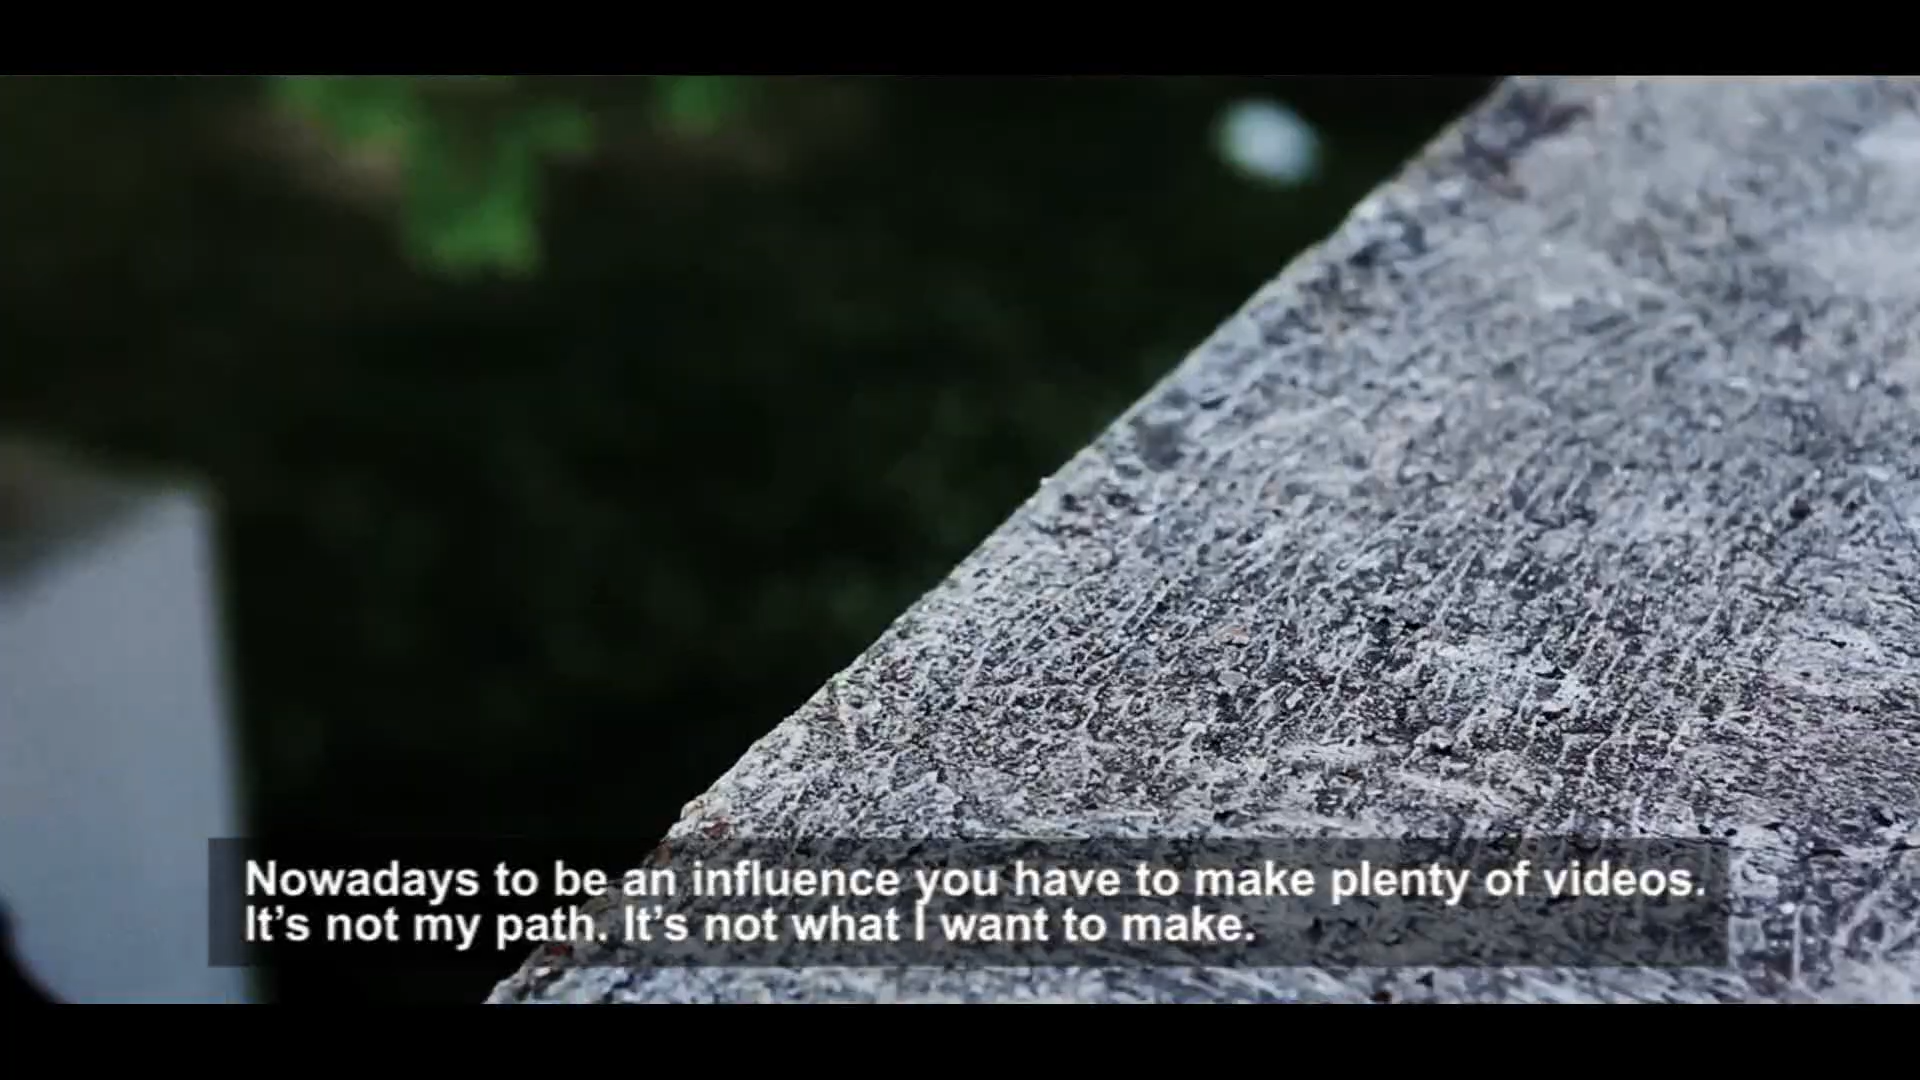 Nowadays to be an influence you have to make plenty of videos.
It’s not my path. It’s not what I want to make.